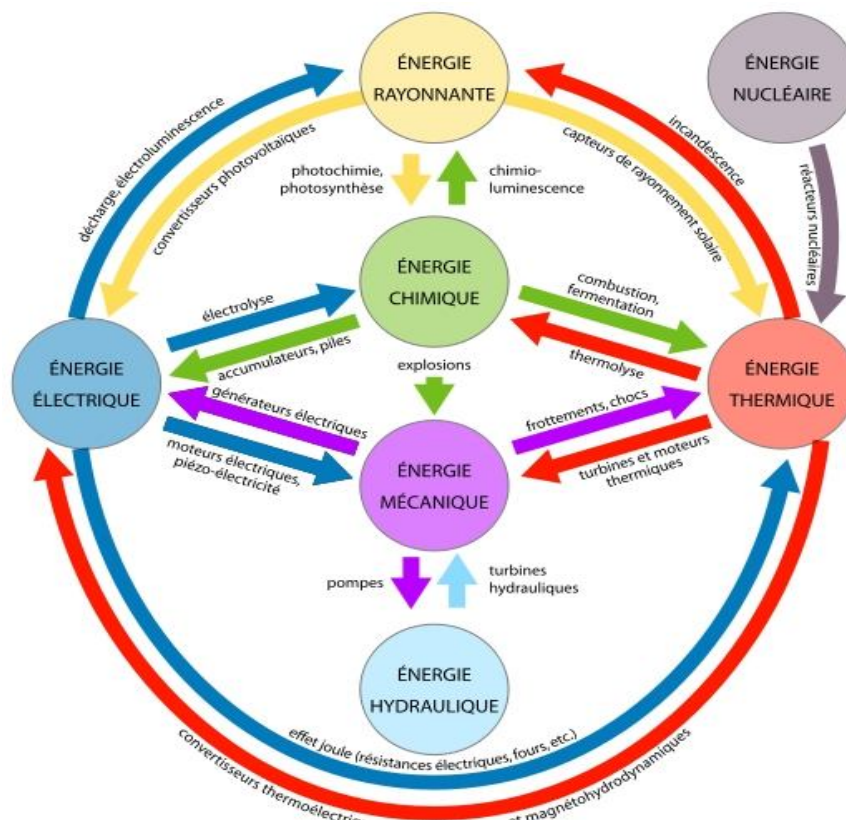 ÉNERGIE
RAYONNANTE
ÉNERGIE
NUCLÉAIRE
décharge, électroluminescence
convertisseurs photovoltaïques
photochimie,
photosynthèse
chimio-
luminescence
capteurs de rayonnement solaire
incandescence
réacteurs nucléaires
ÉNERGIE
CHIMIQUE
électrolyse
accumulateurs, piles
combustion,
fermentation
thermolyse
ÉNERGIE
ÉLECTRIQUE
explosions
ÉNERGIE
THERMIQUE
générateurs électriques
moteurs électriques,
piézo-électricité
frottements, chocs
turbines et moteurs
thermiques
ÉNERGIE
MÉCANIQUE
pompes
turbines
hydrauliques
ÉNERGIE
HYDRAULIQUE
effet joule (résistances électriques, fours, etc.)
convertisseurs
et magnétohydrodynamiques